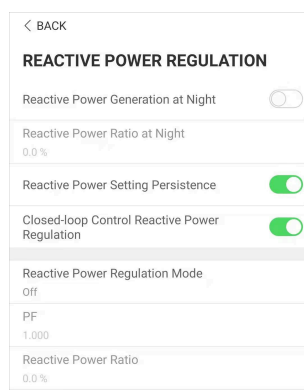 < BACK
REACTIVE POWER REGULATION
Reactive Power Generation at Night
Reactive Power Ratio at Night
0.0 %
Reactive Power Setting Persistence
Closed-loop Control Reactive Power
Regulation
Reactive Power Regulation Mode
Off
PF
1.000
Reactive Power Ratio
0.0 %